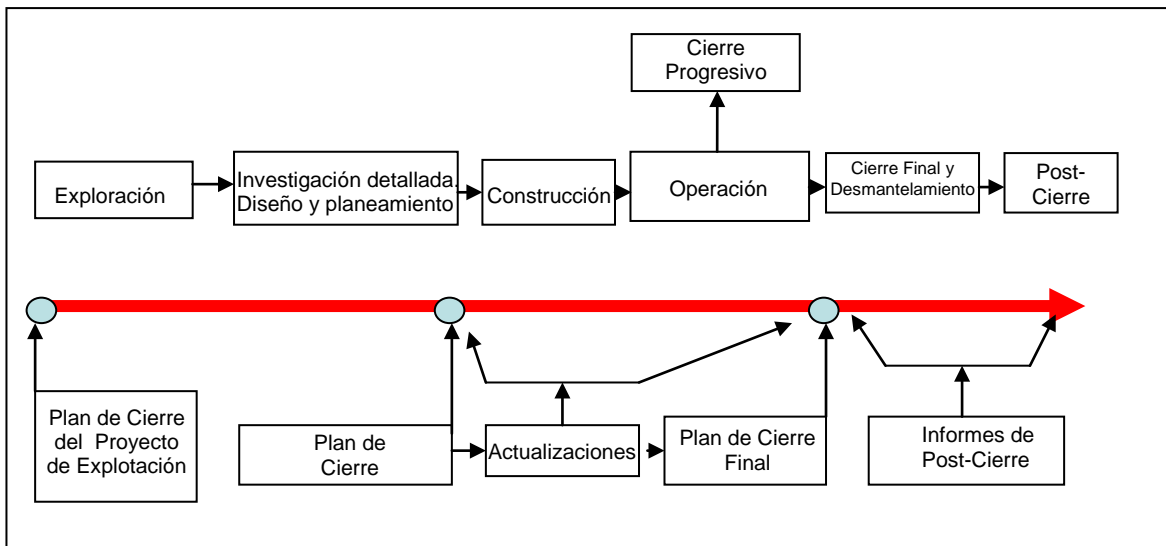 Cierre
Progresivo
Exploración
Investigación detallada.
Diseño y planeamiento
Construcción
Operación
Cierre Final y
Desmantelamiento
Post-
Cierre
Plan de Cierre
del Proyecto
de Explotación
Plan de
Cierre
Actualizaciones
Plan de Cierre
Final
Informes de
Post-Cierre